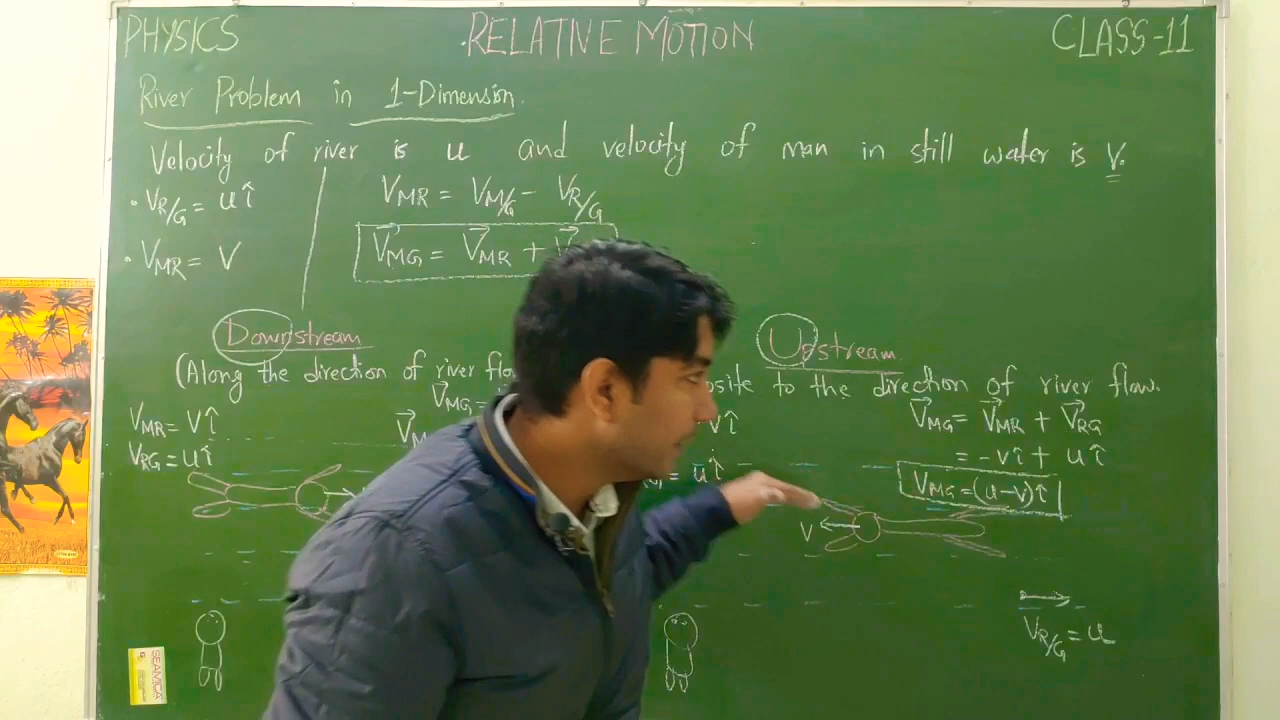 PHYSICS
RELATIVE MOTION
CLASS-11
River Problem in 1-Dimension.
Velocity of river is u and velocity of man in still water is v.
• V_R/G = u î
V_MR = V_M/G - V_R/G
• V_MR = V
V⃗_MG = V⃗_MR +
Downstream
(Along the direction of river
V⃗_MG =
V_MR = v î
V_RG = u î
Upstream
to the direction of river flow.
v î
= u î
V⃗_MG = V⃗_MR + V⃗_RG
= -v î + u î
V_MG = (u-v) î
V
V_R/G = u
SEAMICA